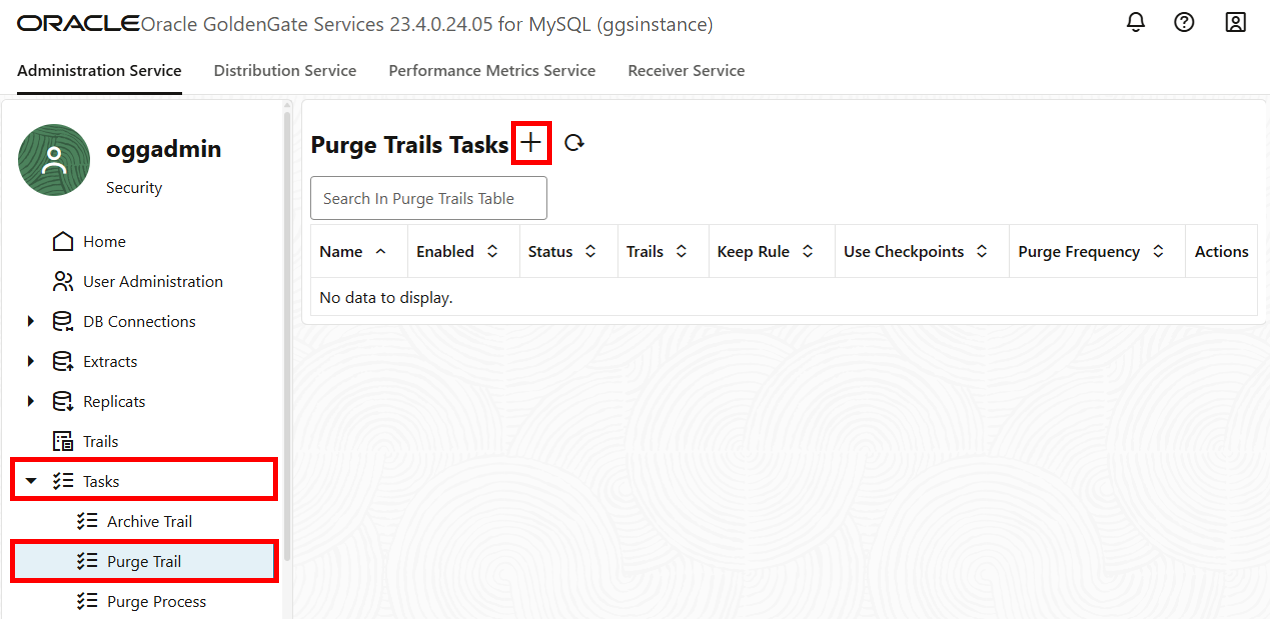 ORACLE Oracle GoldenGate Services 23.4.0.24.05 for MySQL (ggsinstance)
Administration Service Distribution Service Performance Metrics Service Receiver Service
oggadmin
Security
Home
User Administration
DB Connections
Extracts
Replicats
Trails
Tasks
Archive Trail
Purge Trail
Purge Process
Purge Trails Tasks
Search In Purge Trails Table
Name Enabled Status Trails Keep Rule Use Checkpoints Purge Frequency Actions
No data to display.